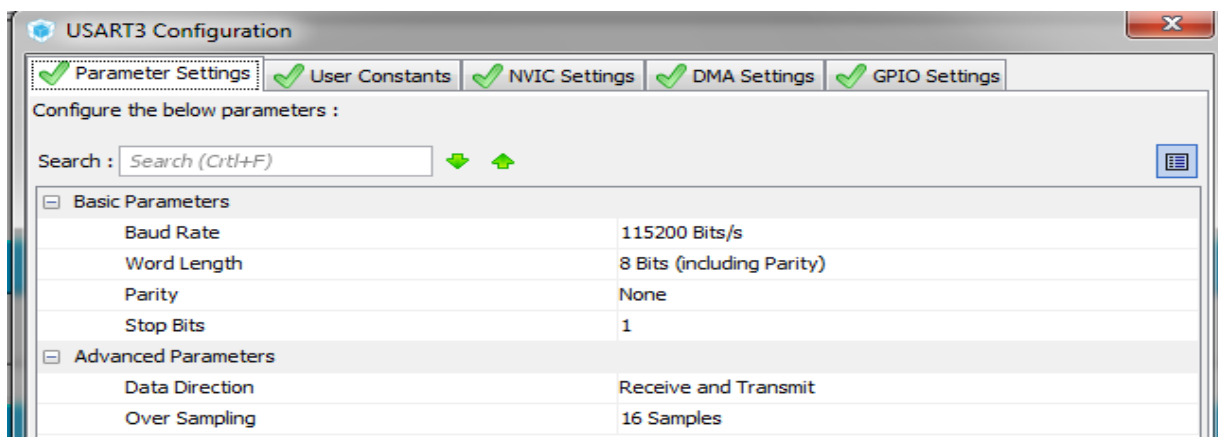 USART3 Configuration
Parameter Settings User Constants NVIC Settings DMA Settings GPIO Settings
Configure the below parameters :
Search : Search (Crtl+F)
Basic Parameters
Baud Rate 115200 Bits/s
Word Length 8 Bits (including Parity)
Parity None
Stop Bits 1
Advanced Parameters
Data Direction Receive and Transmit
Over Sampling 16 Samples